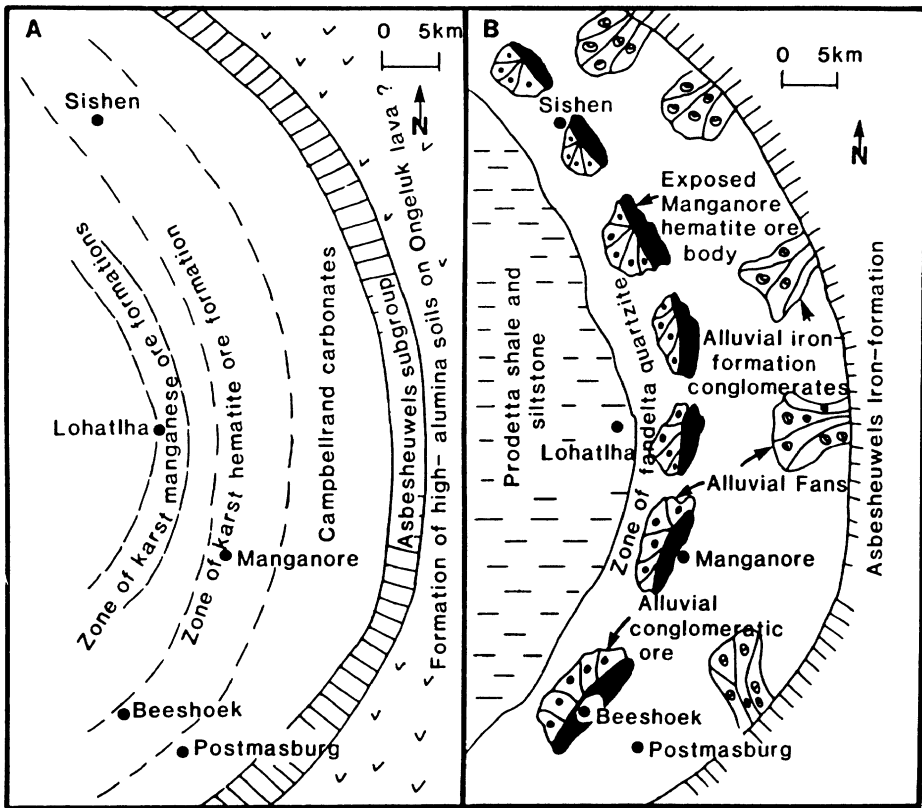 A
0 5km
N
Sishen
Zone of karst manganese ore formations
Zone of karst hematite ore formation
Campbellrand carbonates
Asbesheuwels subgroup
Formation of high-alumina soils on Ongeluk lava ?
Lohatlha
Manganore
Beeshoek
Postmasburg
B
0 5km
N
Sishen
Exposed
Manganore
hematite ore
body
Prodetta shale and
siltstone
Zone of fandelta quartzite
Alluvial iron-
formation
conglomerates
Asbesheuwels Iron-formation
Lohatlha
Alluvial Fans
Manganore
Alluvial
conglomeratic
ore
Beeshoek
Postmasburg